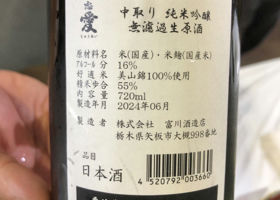 愛
中取り 純米吟醸
無濾過生原酒
原材料名 米(国産)・米麹(国産米)
アルコール分 16%
好適米 美山錦100%使用
精米歩合 55%
内容量 720ml
製造年月 2024年06月
製造者 株式会社 富川酒造店
栃木県矢板市大槻998番地
品目
日本酒
4520792003660